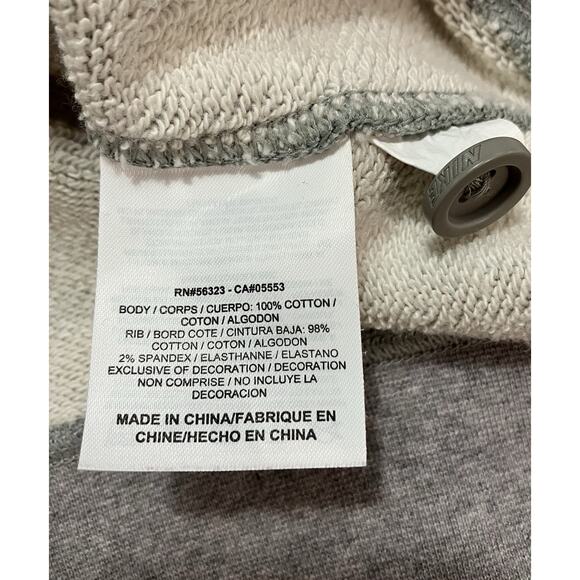 RN#56323 - CA#05553
BODY / CORPS / CUERPO: 100% COTTON /
COTON / ALGODON
RIB / BORD COTE / CINTURA BAJA: 98%
COTTON / COTON / ALGODON
2% SPANDEX / ELASTHANNE / ELASTANO
EXCLUSIVE OF DECORATION / DECORATION
NON COMPRISE / NO INCLUYE LA
DECORACION
MADE IN CHINA/FABRIQUE EN
CHINE/HECHO EN CHINA